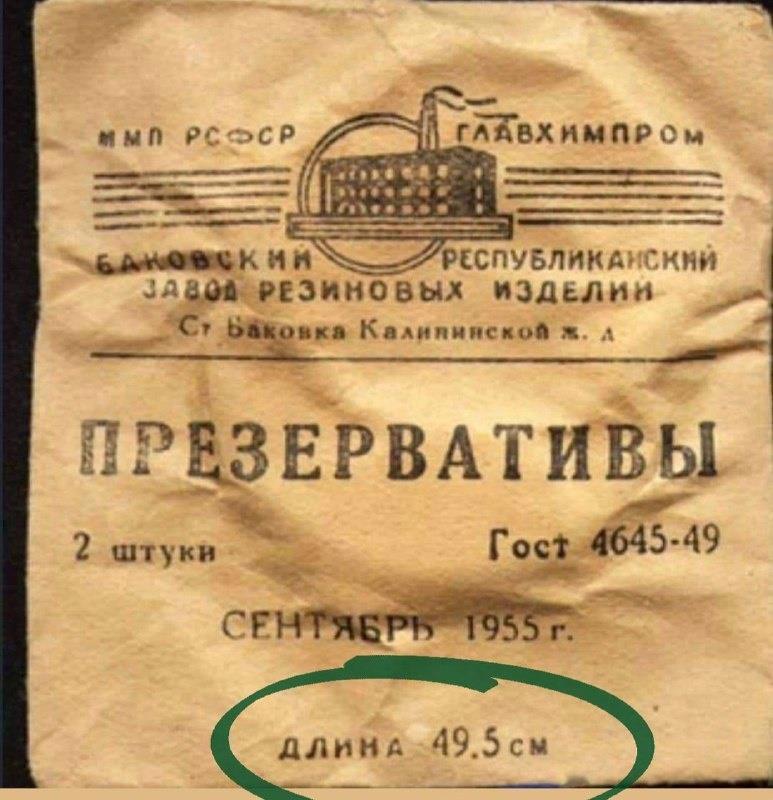 ММП РСФСР ГЛАВХИМПРОМ
БАКОВСКИЙ РЕСПУБЛИКАНСКИЙ
ЗАВОД РЕЗИНОВЫХ ИЗДЕЛИЙ
Ст Баковка Калининской ж. д
ПРЕЗЕРВАТИВЫ
2 штуки Гост 4645-49
СЕНТЯБРЬ 1955 г.
ДЛИНА 49.5 см